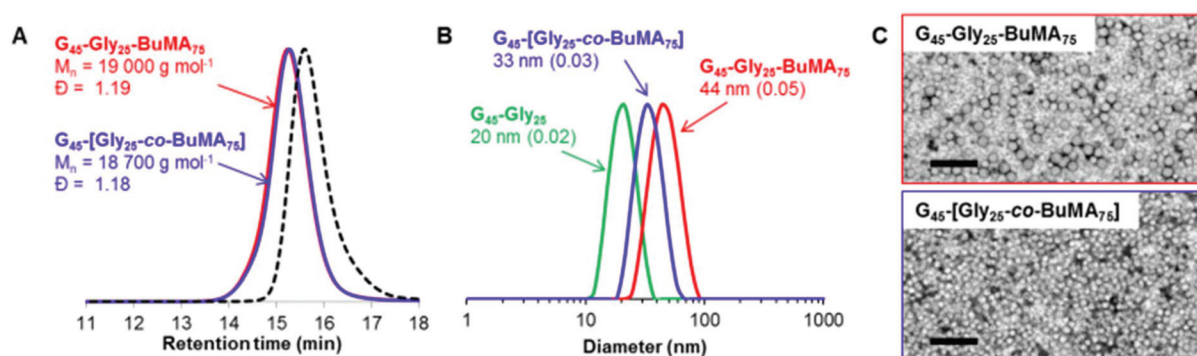 A
G₄₅-Gly₂₅-BuMA₇₅
Mₙ = 19 000 g mol⁻¹
Đ = 1.19
G₄₅-[Gly₂₅-co-BuMA₇₅]
Mₙ = 18 700 g mol⁻¹
Đ = 1.18
11 12 13 14 15 16 17 18
Retention time (min)
B
G₄₅-[Gly₂₅-co-BuMA₇₅]
33 nm (0.03)
G₄₅-Gly₂₅-BuMA₇₅
44 nm (0.05)
G₄₅-Gly₂₅
20 nm (0.02)
1 10 100 1000
Diameter (nm)
C
G₄₅-Gly₂₅-BuMA₇₅
G₄₅-[Gly₂₅-co-BuMA₇₅]